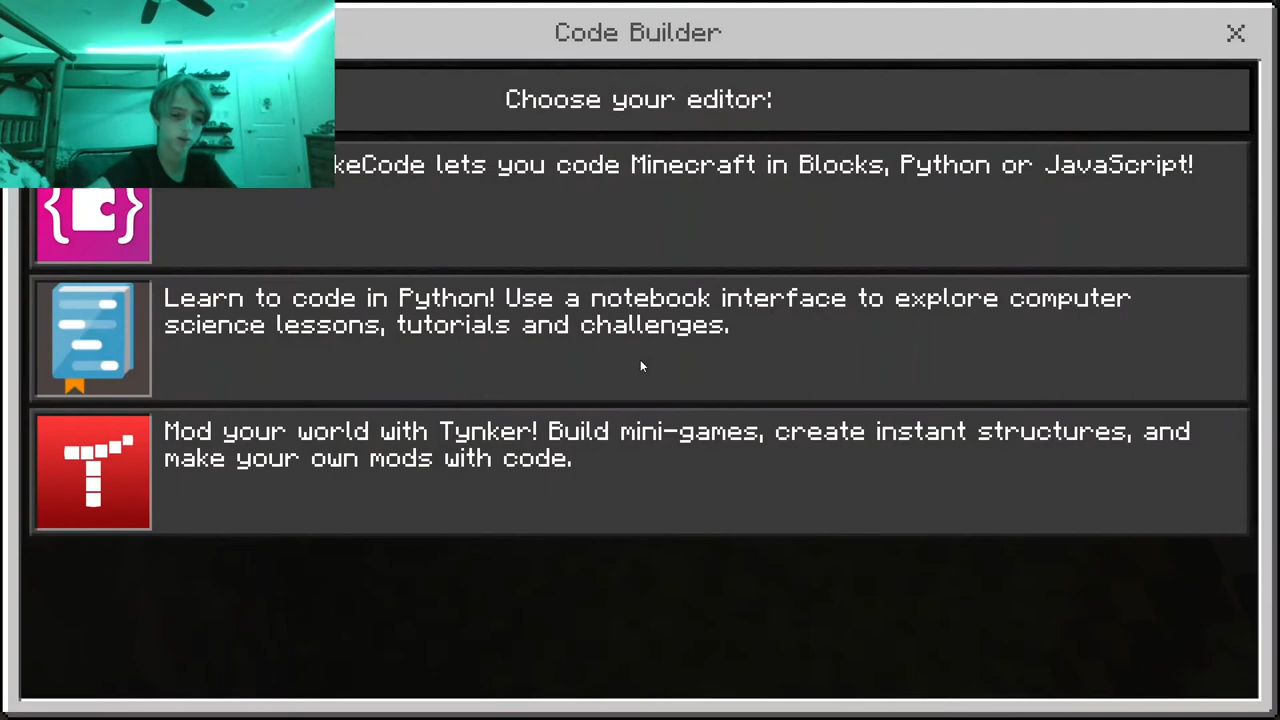 Code Builder
Choose your editor:
keCode lets you code Minecraft in Blocks, Python or JavaScript!
Learn to code in Python! Use a notebook interface to explore computer
science lessons, tutorials and challenges.
Mod your world with Tynker! Build mini-games, create instant structures, and
make your own mods with code.